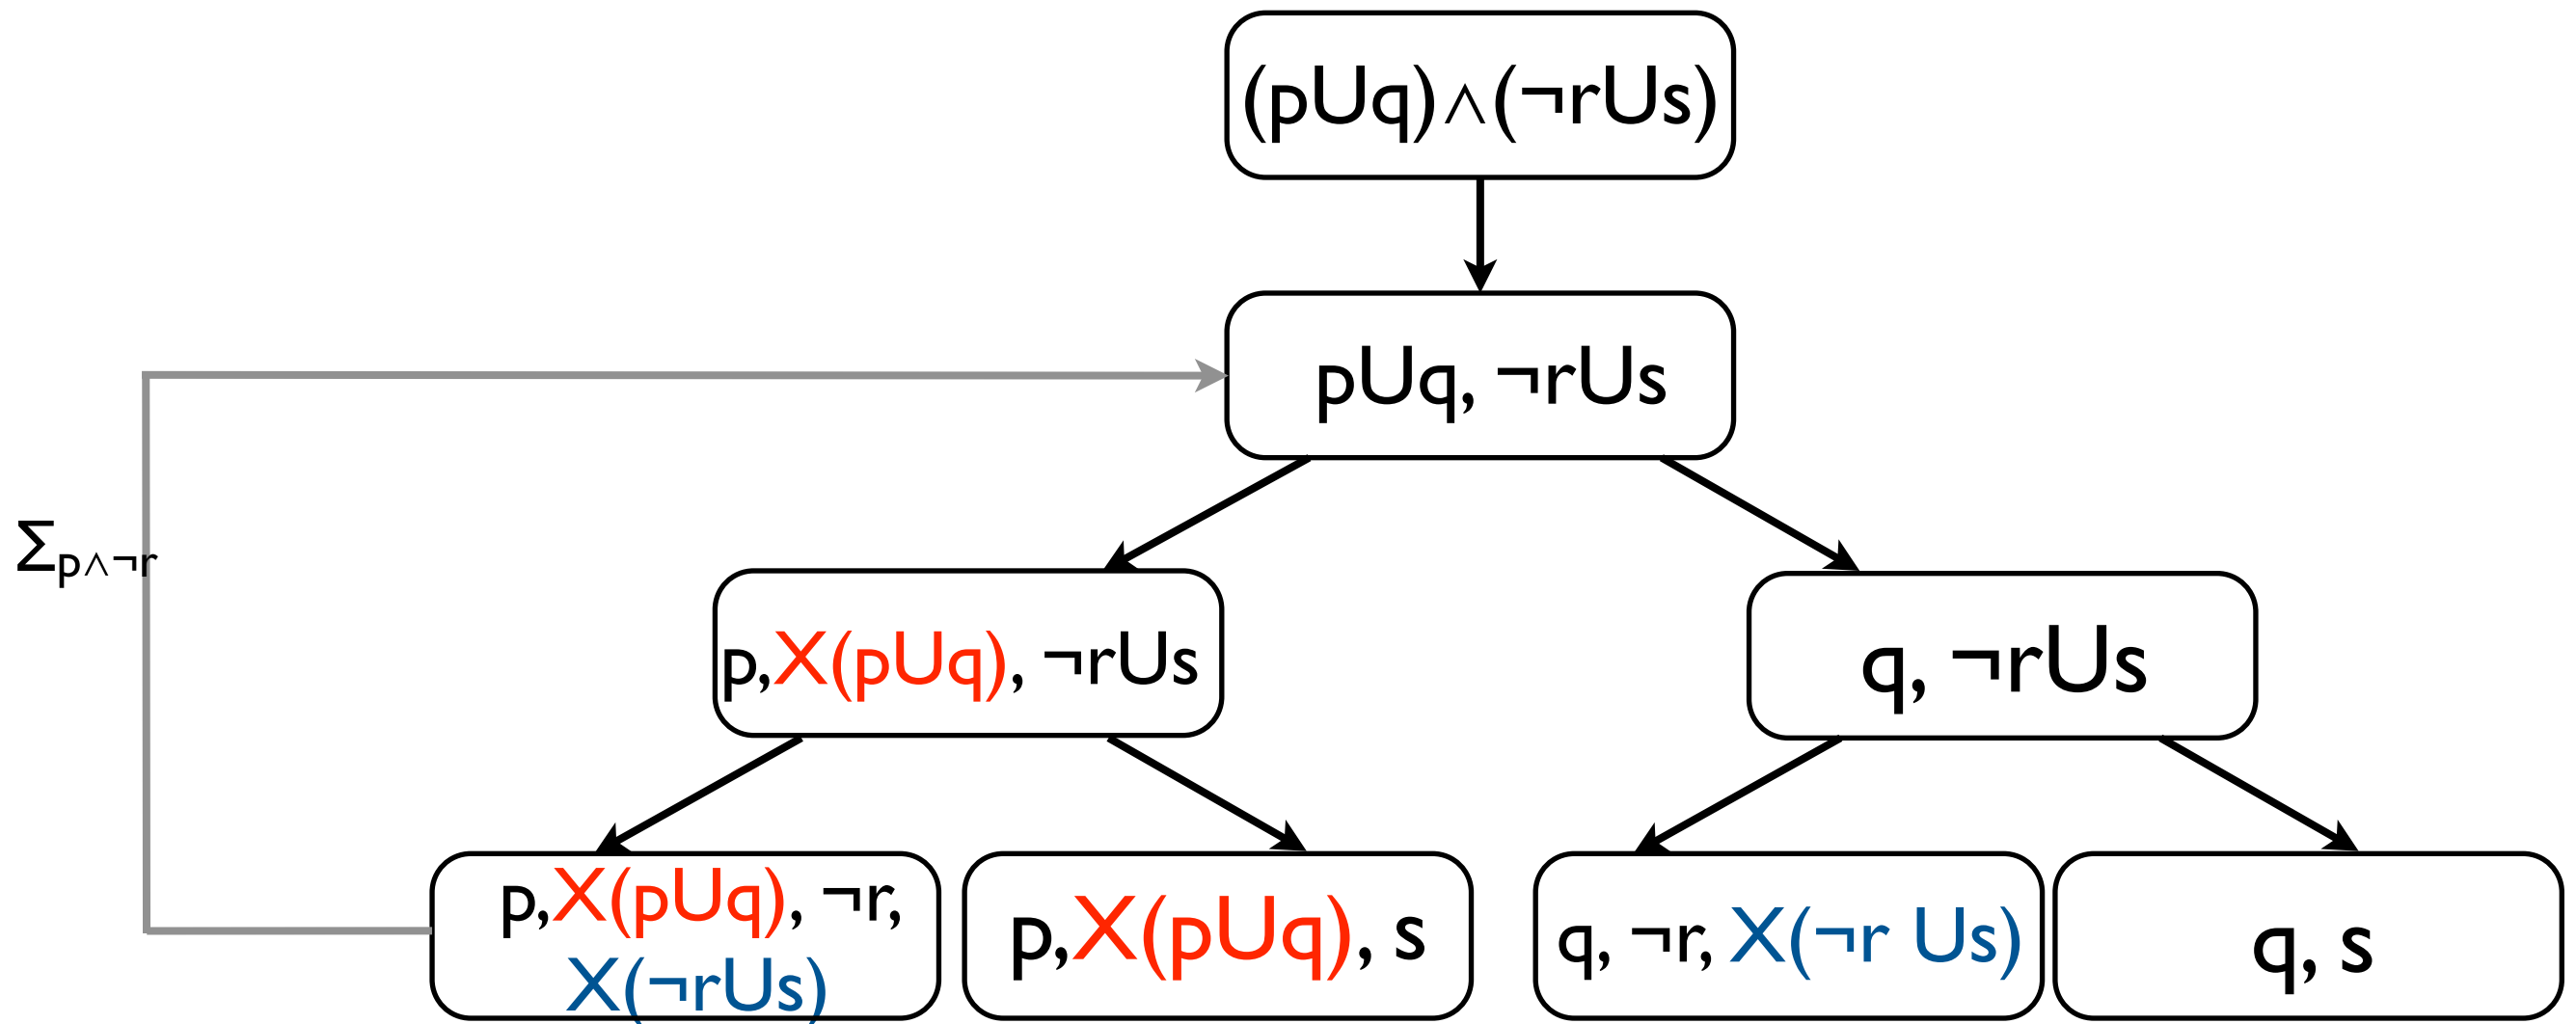 (pUq)∧(¬rUs)
pUq, ¬rUs
Σp∧¬r
p,X(pUq), ¬rUs
q, ¬rUs
p,X(pUq), ¬r,
X(¬rUs)
p,X(pUq), s
q, ¬r, X(¬r Us)
q, s